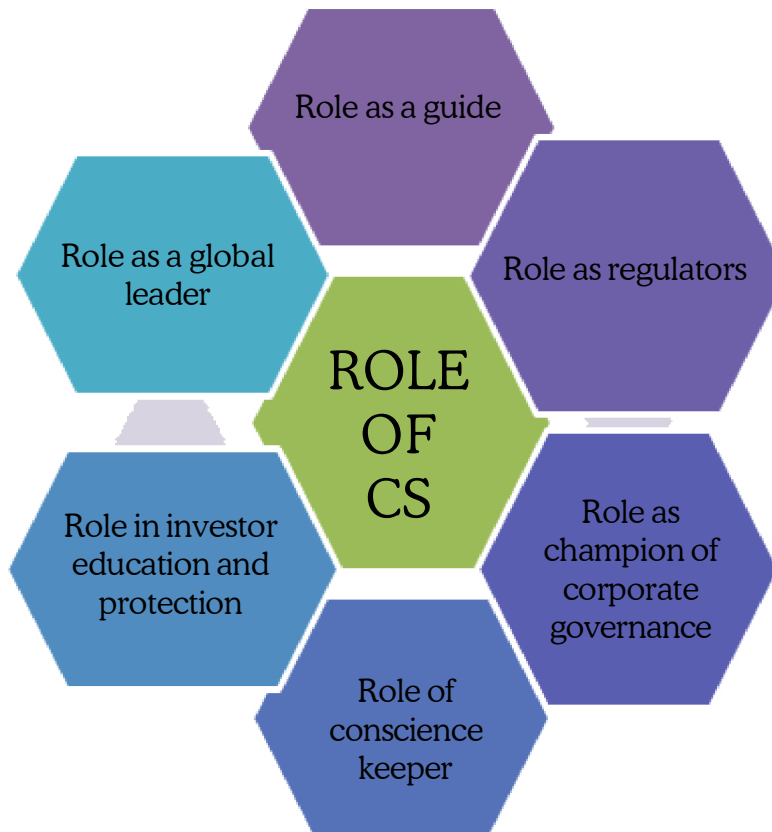 Role as a guide
Role as a global
leader
Role as regulators
ROLE
OF
CS
Role in investor
education and
protection
Role as
champion of
corporate
governance
Role of
conscience
keeper